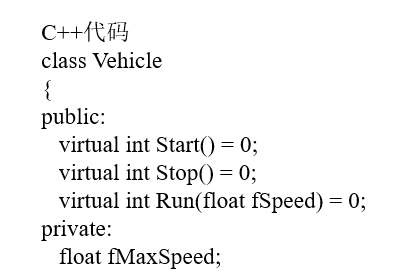 C++代码
class Vehicle
{
public:
virtual int Start() = 0;
virtual int Stop() = 0;
virtual int Run(float fSpeed) = 0;
private:
float fMaxSpeed;